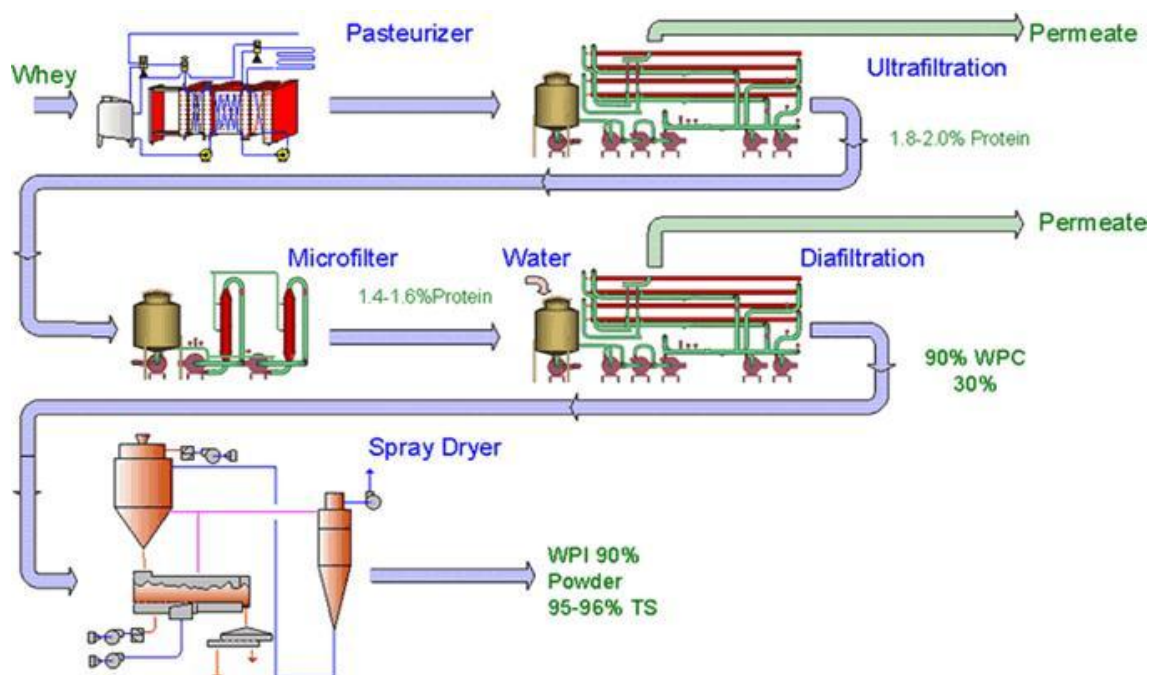 Pasteurizer
Permeate
Whey
Ultrafiltration
1.8-2.0% Protein
Permeate
Microfilter
Water
Diafiltration
1.4-1.6%Protein
90% WPC
30%
Spray Dryer
WPI 90%
Powder
95-96% TS